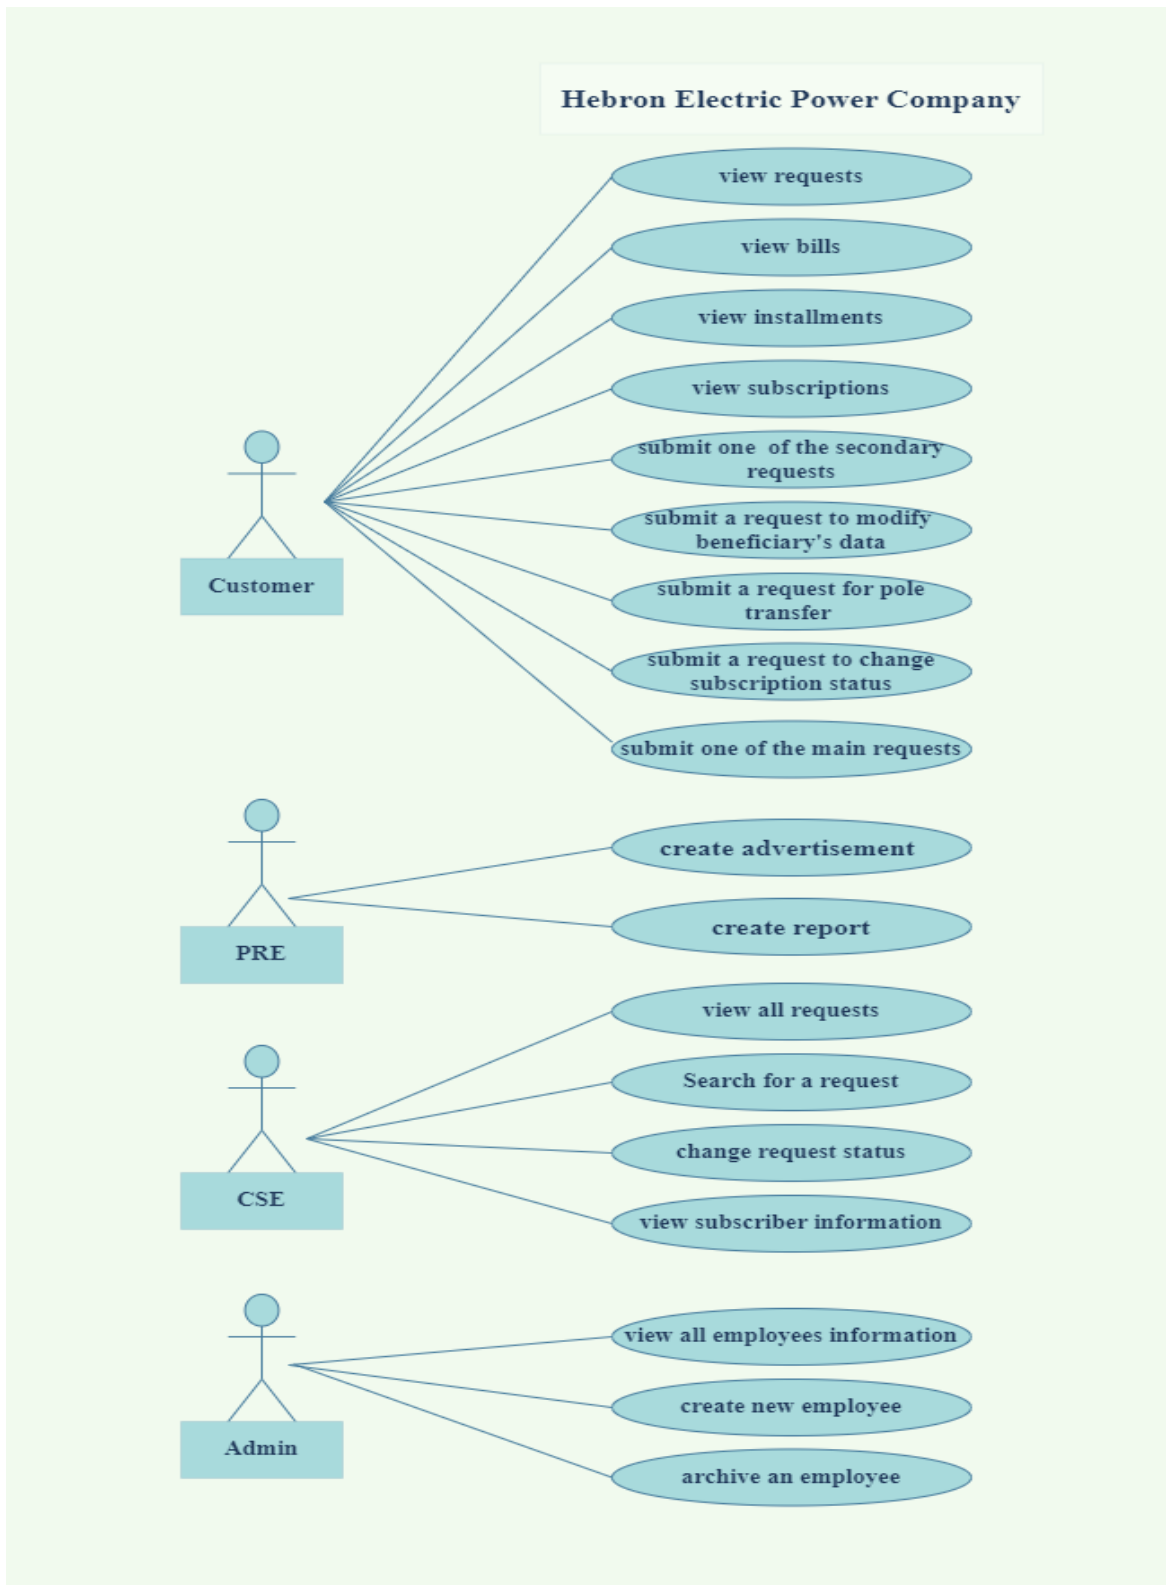 Hebron Electric Power Company
view requests
view bills
view installments
view subscriptions
submit one of the secondary
requests
submit a request to modify
beneficiary's data
Customer
submit a request for pole
transfer
submit a request to change
subscription status
submit one of the main requests
create advertisement
create report
PRE
view all requests
Search for a request
change request status
CSE
view subscriber information
view all employees information
create new employee
Admin
archive an employee